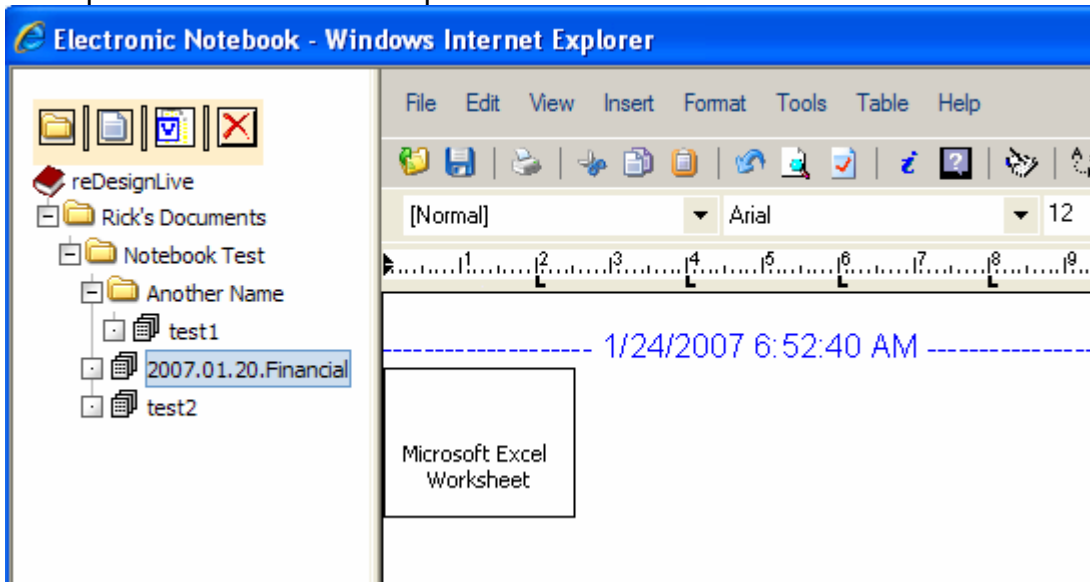 Electronic Notebook - Windows Internet Explorer
File Edit View Insert Format Tools Table Help
reDesignLive
Rick's Documents
Notebook Test
Another Name
test1
2007.01.20.Financial
test2
[Normal] Arial 12
1 2 3 4 5 6 7 8 9
1/24/2007 6:52:40 AM
Microsoft Excel
Worksheet